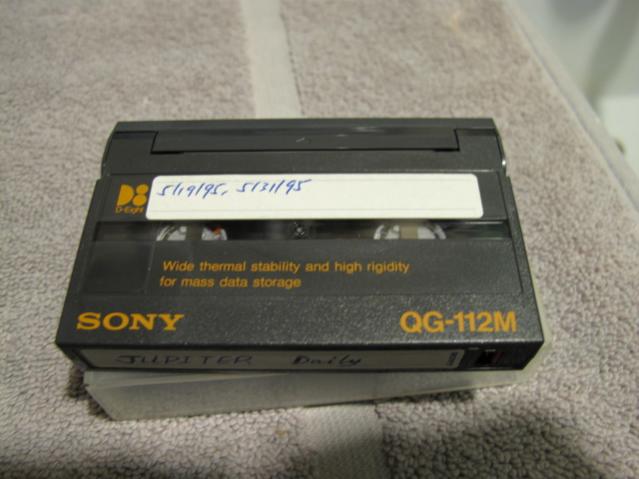 5/19/95, 5/31/95
D-Eight
Wide thermal stability and high rigidity
for mass data storage
SONY
QG-112M
JUPITER Daily